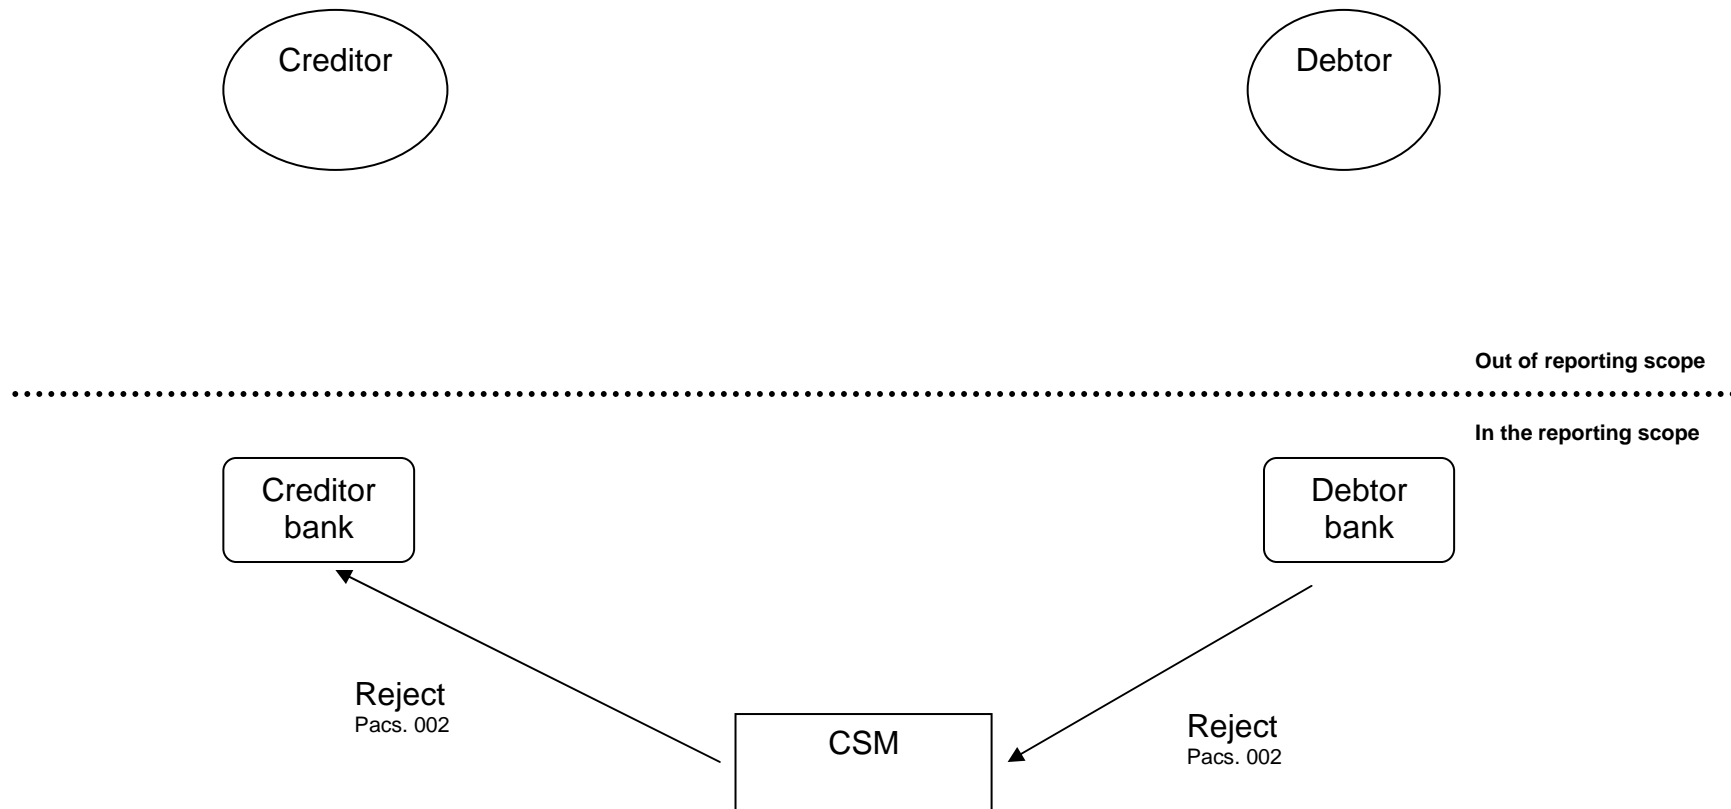 Creditor
Debtor
Out of reporting scope
In the reporting scope
Creditor
bank
Debtor
bank
Reject
Pacs. 002
CSM
Reject
Pacs. 002